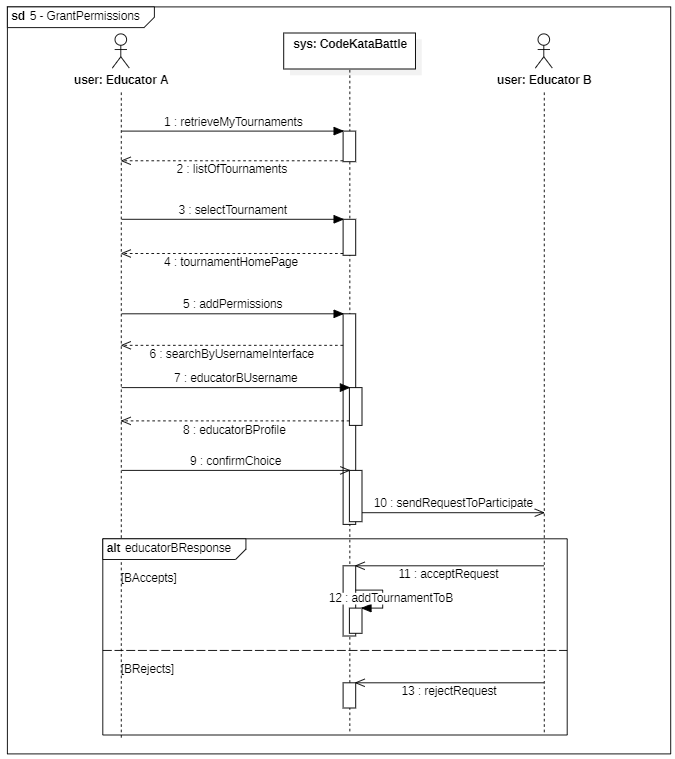 sd 5 - GrantPermissions
sys: CodeKataBattle
user: Educator A
user: Educator B
1 : retrieveMyTournaments
2 : listOfTournaments
3 : selectTournament
4 : tournamentHomePage
5 : addPermissions
6 : searchByUsernameInterface
7 : educatorBUsername
8 : educatorBProfile
9 : confirmChoice
10 : sendRequestToParticipate
alt educatorBResponse
11 : acceptRequest
[BAccepts]
12 : addTournamentToB
[BRejects]
13 : rejectRequest